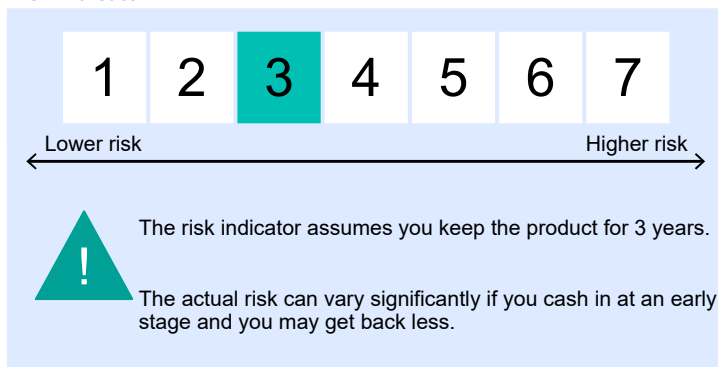 1 2 3 4 5 6 7
Lower risk Higher risk
The risk indicator assumes you keep the product for 3 years.
!
The actual risk can vary significantly if you cash in at an early
stage and you may get back less.